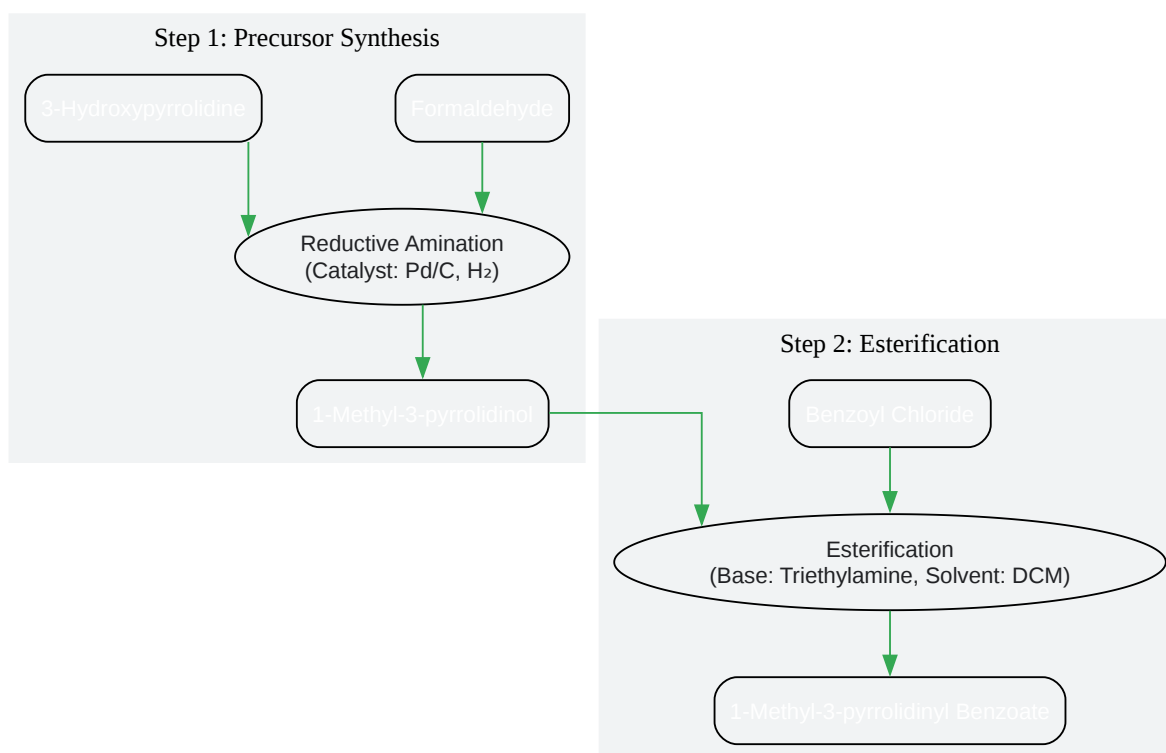 Step 1: Precursor Synthesis
3-Hydroxypyrrolidine
Formaldehyde
Reductive Amination
(Catalyst: Pd/C, H₂)
1-Methyl-3-pyrrolidinol
Step 2: Esterification
Benzoyl Chloride
Esterification
(Base: Triethylamine, Solvent: DCM)
1-Methyl-3-pyrrolidinyl Benzoate